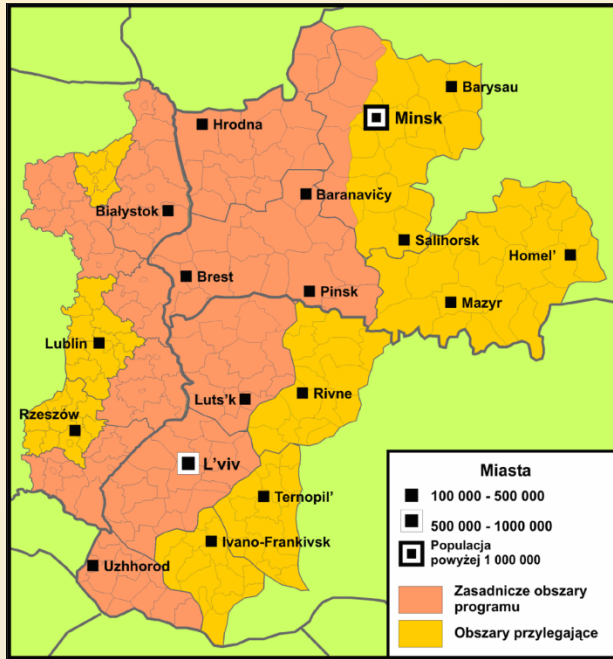 Barysau
Hrodna
Minsk
Baranavičy
Białystok
Salihorsk
Homel'
Brest
Pinsk
Mazyr
Lublin
Luts'k
Rivne
Rzeszów
L'viv
Ternopil'
Ivano-Frankivsk
Uzhhorod
Miasta
100 000 - 500 000
500 000 - 1000 000
Populacja
powyżej 1 000 000
Zasadnicze obszary
programu
Obszary przylegające